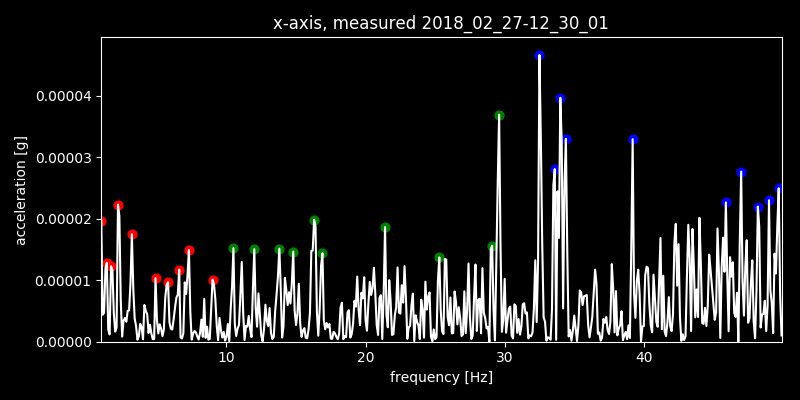 x-axis, measured 2018_02_27-12_30_01
acceleration [g]
0.00004
0.00003
0.00002
0.00001
0.00000
10 20 30 40
frequency [Hz]